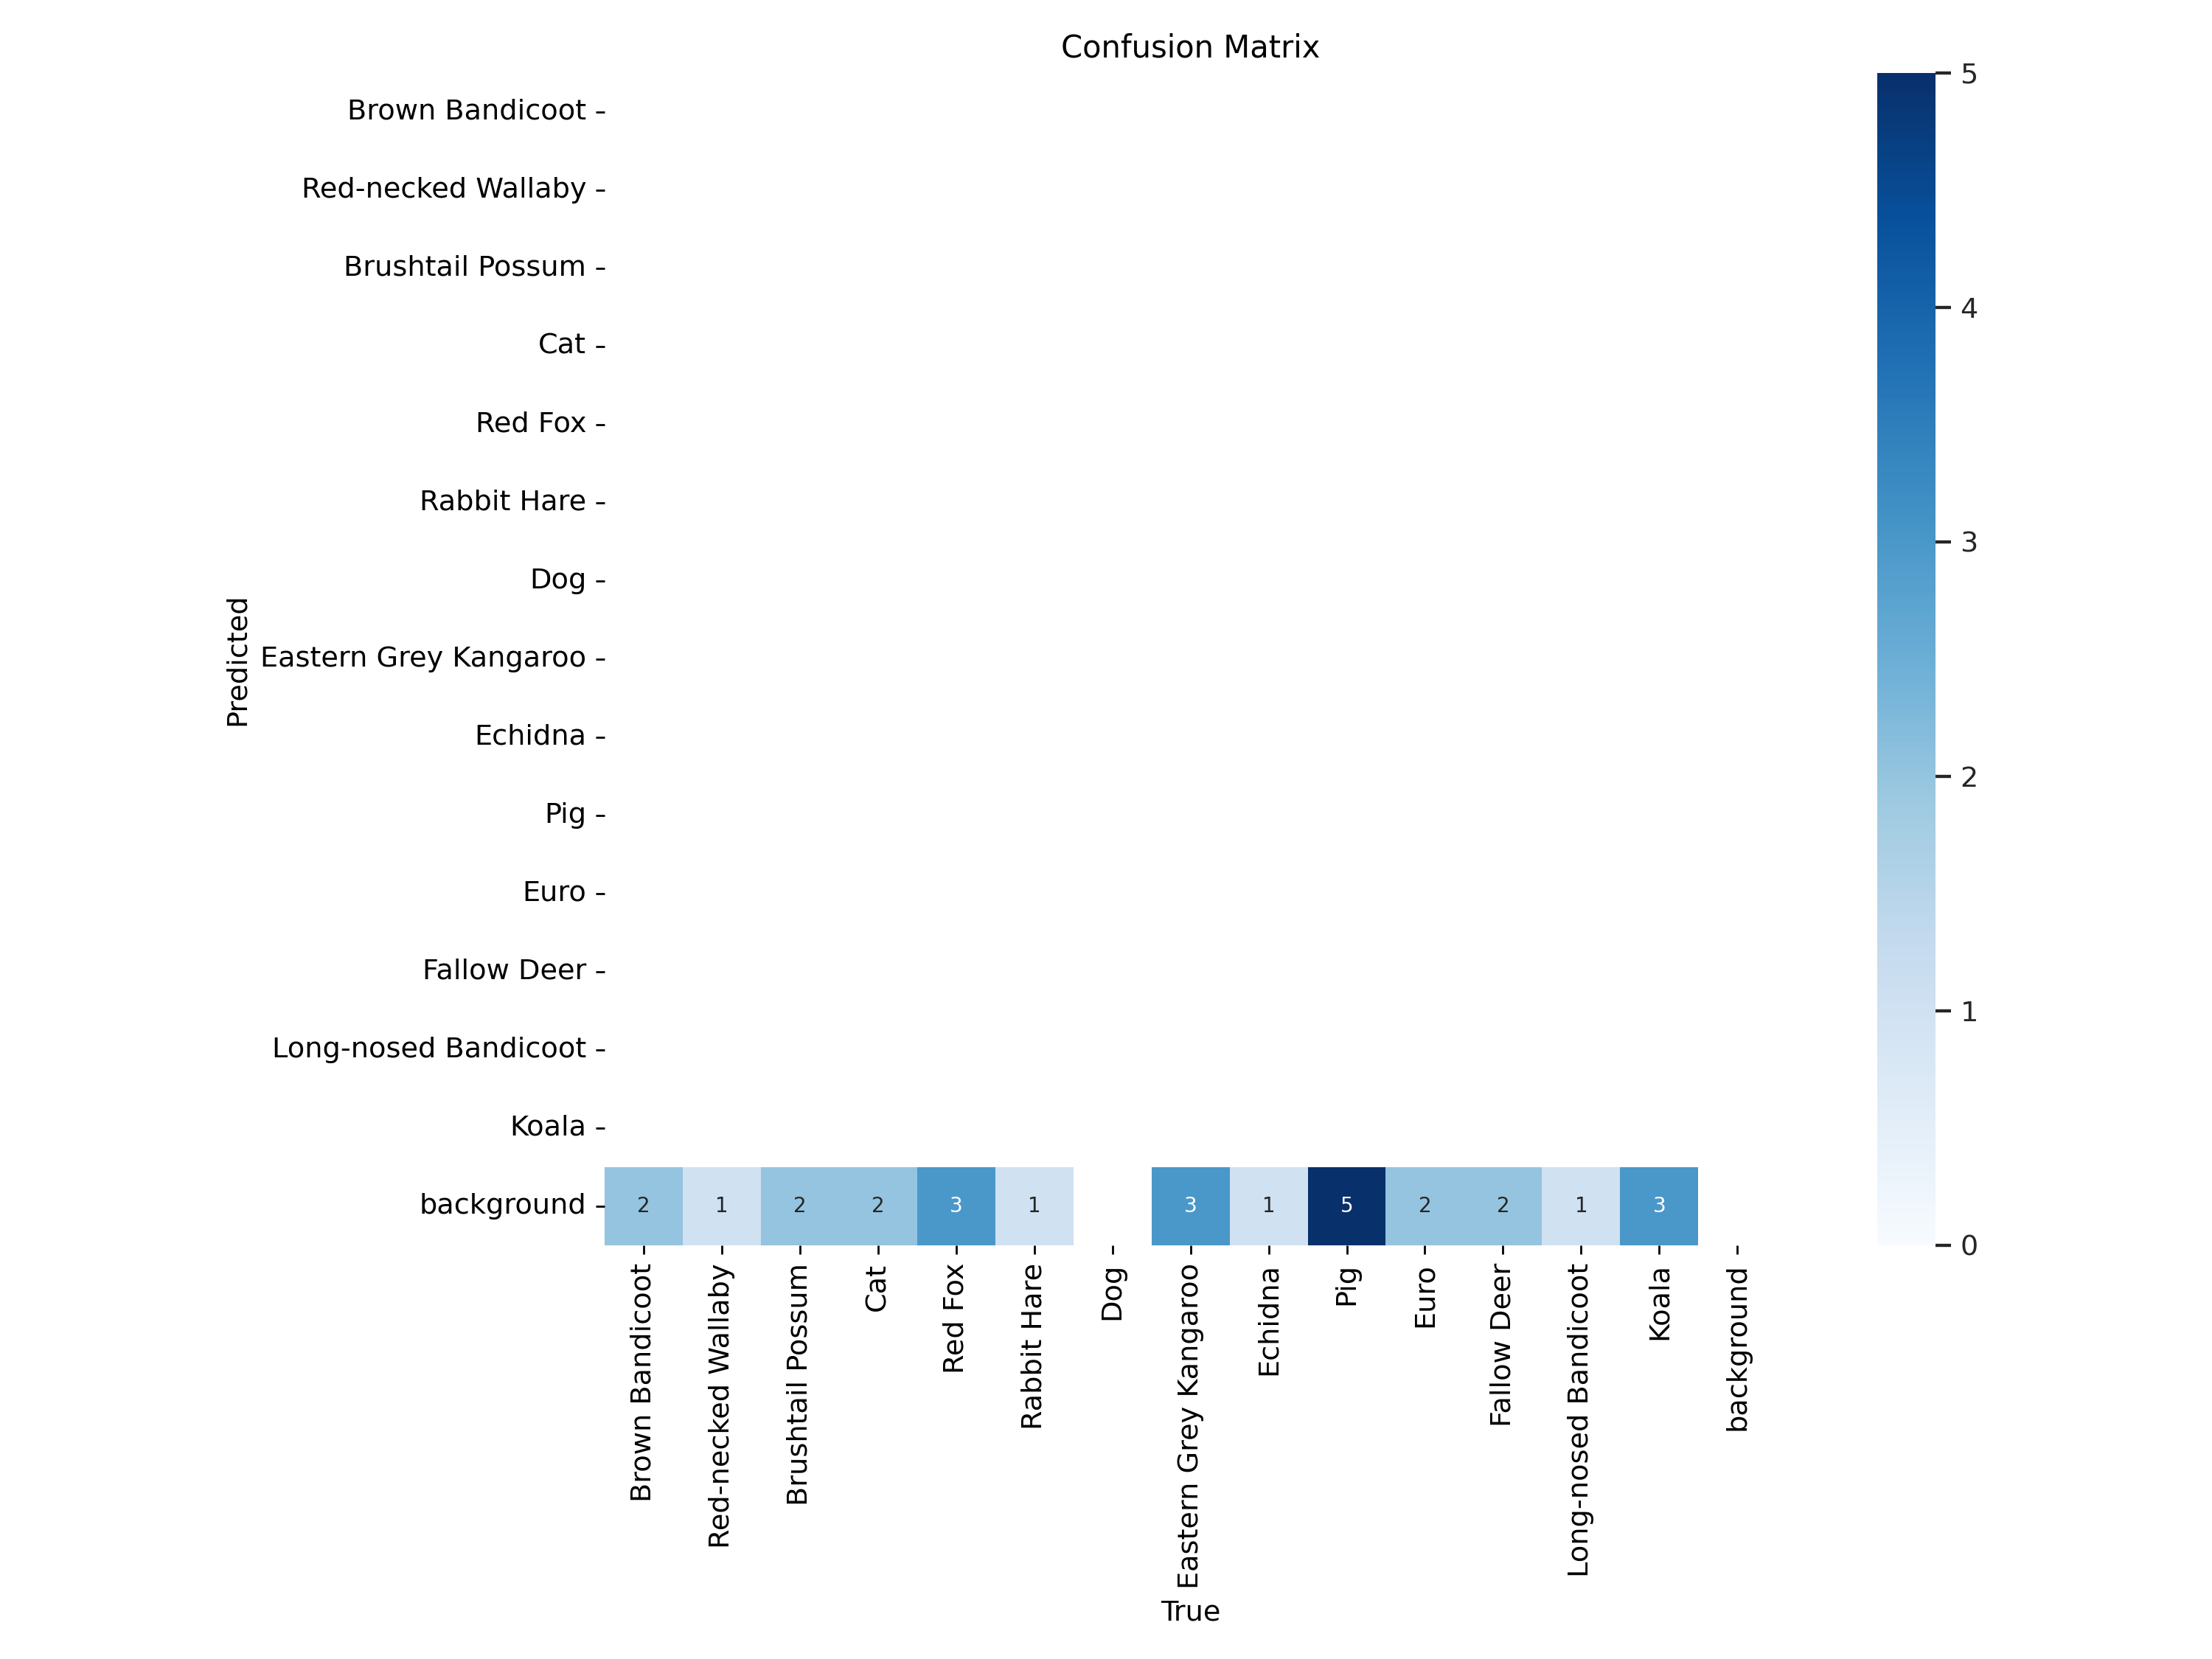 Confusion Matrix
Predicted
Brown Bandicoot
Red-necked Wallaby
Brushtail Possum
Cat
Red Fox
Rabbit Hare
Dog
Eastern Grey Kangaroo
Echidna
Pig
Euro
Fallow Deer
Long-nosed Bandicoot
Koala
background
2 1 2 2 3 1 3 1 5 2 2 1 3
Brown Bandicoot
Red-necked Wallaby
Brushtail Possum
Cat
Red Fox
Rabbit Hare
Dog
Eastern Grey Kangaroo
Echidna
Pig
Euro
Fallow Deer
Long-nosed Bandicoot
Koala
background
True
5
4
3
2
1
0